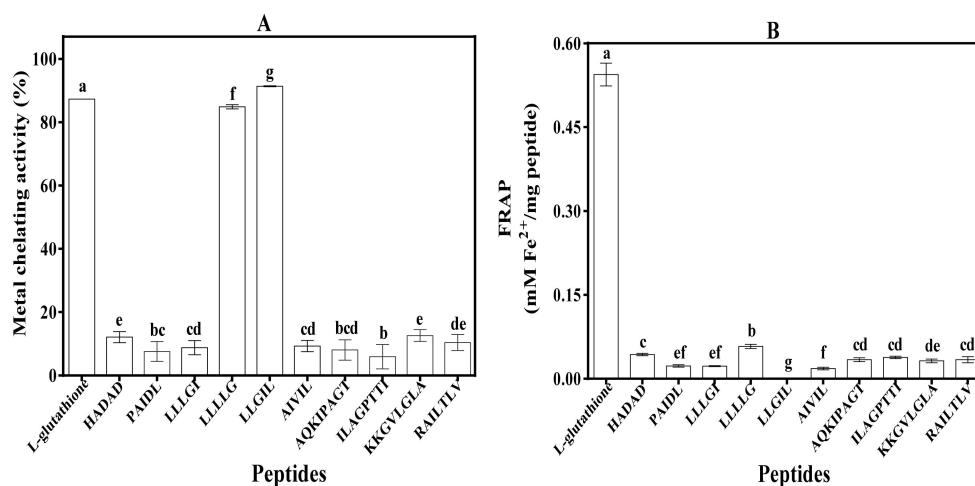 A
Metal chelating activity (%)
100
80
60
40
20
0
a
e
bc
cd
f
g
cd
bcd
b
e
de
L-glutathione
HADAD
PAIDL
LLLGI
LLLLG
LLGIL
AIVIL
AQKIPAGT
ILAGPTTI
KKGVLGLA
RAILTLV
Peptides
B
FRAP
(mM Fe²⁺/mg peptide)
0.60
0.45
0.30
0.15
0.00
a
c
ef
ef
b
g
f
cd
cd
de
cd
L-glutathione
HADAD
PAIDL
LLLGI
LLLLG
LLGIL
AIVIL
AQKIPAGT
ILAGPTTI
KKGVLGLA
RAILTLV
Peptides